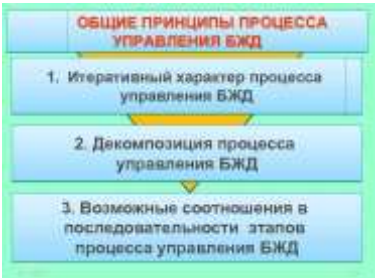 ОБЩИЕ ПРИНЦИПЫ ПРОЦЕССА
УПРАВЛЕНИЯ БЖД
1. Итеративный характер процесса
управления БЖД
2. Декомпозиция процесса
управления БЖД
3. Возможные соотношения в
последовательности этапов
процесса управления БЖД